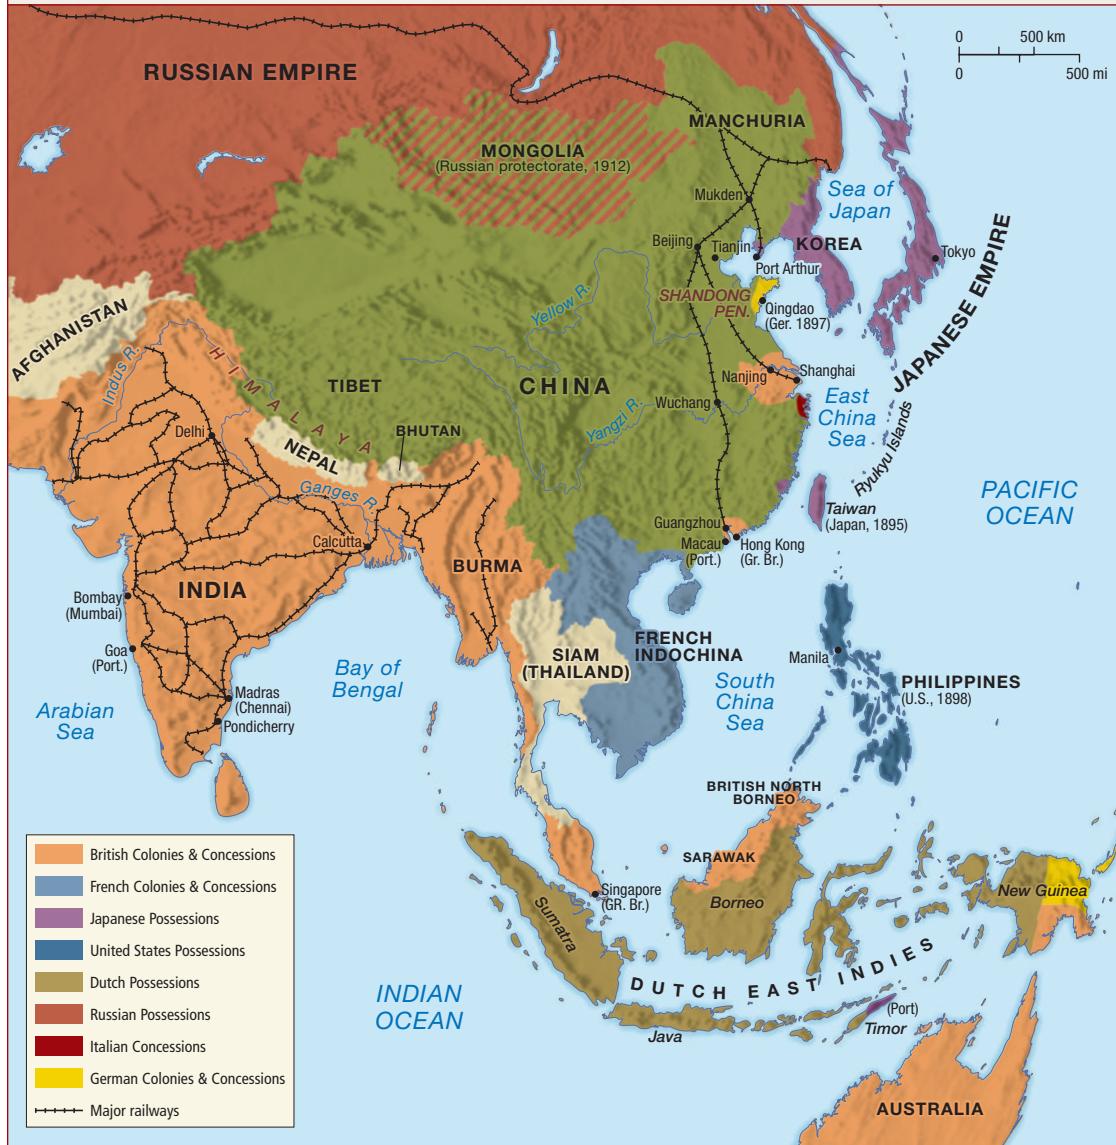 0 500 km
0 500 mi
RUSSIAN EMPIRE
MANCHURIA
MONGOLIA
(Russian protectorate, 1912)
Mukden
Sea of
Japan
Beijing
Tianjin
KOREA
Tokyo
Port Arthur
SHANDONG
PEN.
Qingdao
(Ger. 1897)
JAPANESE EMPIRE
Yellow R.
AFGHANISTAN
Indus R.
HIMALAYA
TIBET
CHINA
Nanjing
Shanghai
Wuchang
East
China
Sea
Yangzi R.
BHUTAN
NEPAL
Delhi
Ganges R.
Ryukyu Islands
PACIFIC
OCEAN
Taiwan
(Japan, 1895)
Guangzhou
Macau
(Port.)
Hong Kong
(Gr. Br.)
Calcutta
BURMA
INDIA
Bombay
(Mumbai)
Goa
(Port.)
SIAM
(THAILAND)
FRENCH
INDOCHINA
Manila
PHILIPPINES
(U.S., 1898)
Bay of
Bengal
South
China
Sea
Arabian
Sea
Madras
(Chennai)
Pondicherry
BRITISH NORTH
BORNEO
SARAWAK
Borneo
Singapore
(GR. Br.)
Sumatra
New Guinea
DUTCH EAST INDIES
INDIAN
OCEAN
Java
(Port)
Timor
AUSTRALIA
British Colonies & Concessions
French Colonies & Concessions
Japanese Possessions
United States Possessions
Dutch Possessions
Russian Possessions
Italian Concessions
German Colonies & Concessions
Major railways